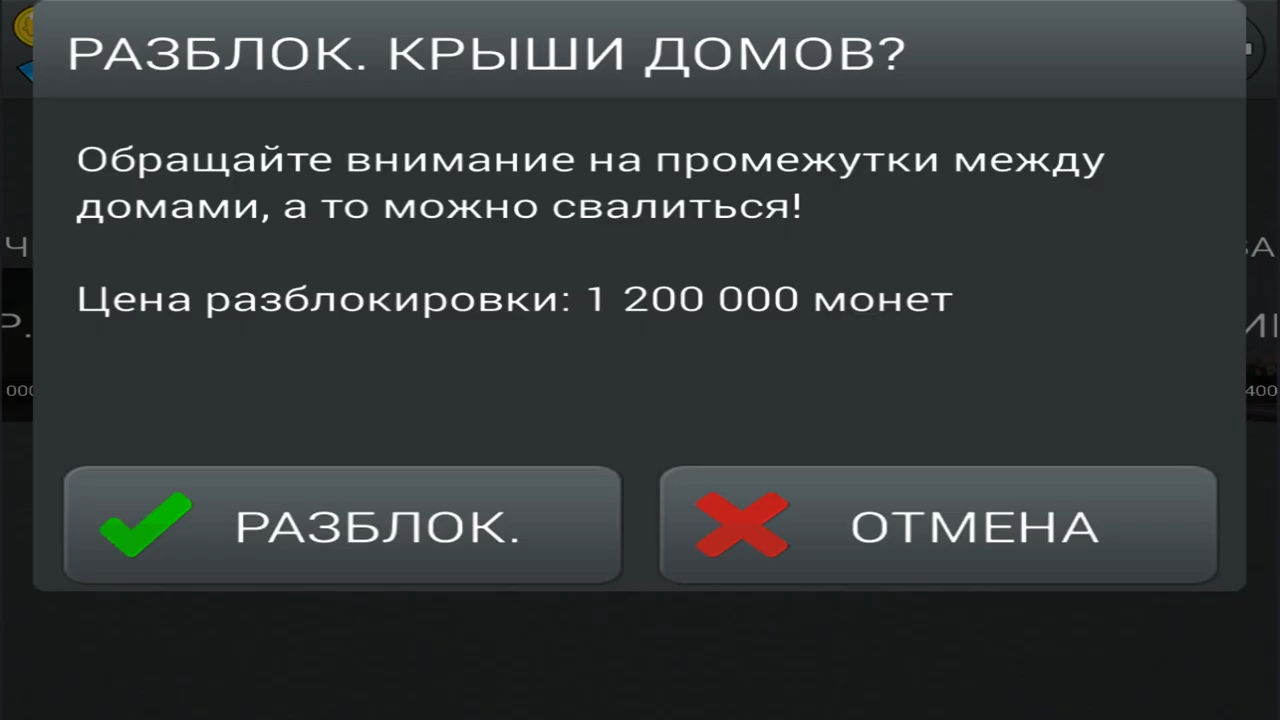 РАЗБЛОК. КРЫШИ ДОМОВ?
Обращайте внимание на промежутки между
домами, а то можно свалиться!
Цена разблокировки: 1 200 000 монет
РАЗБЛОК.
ОТМЕНА